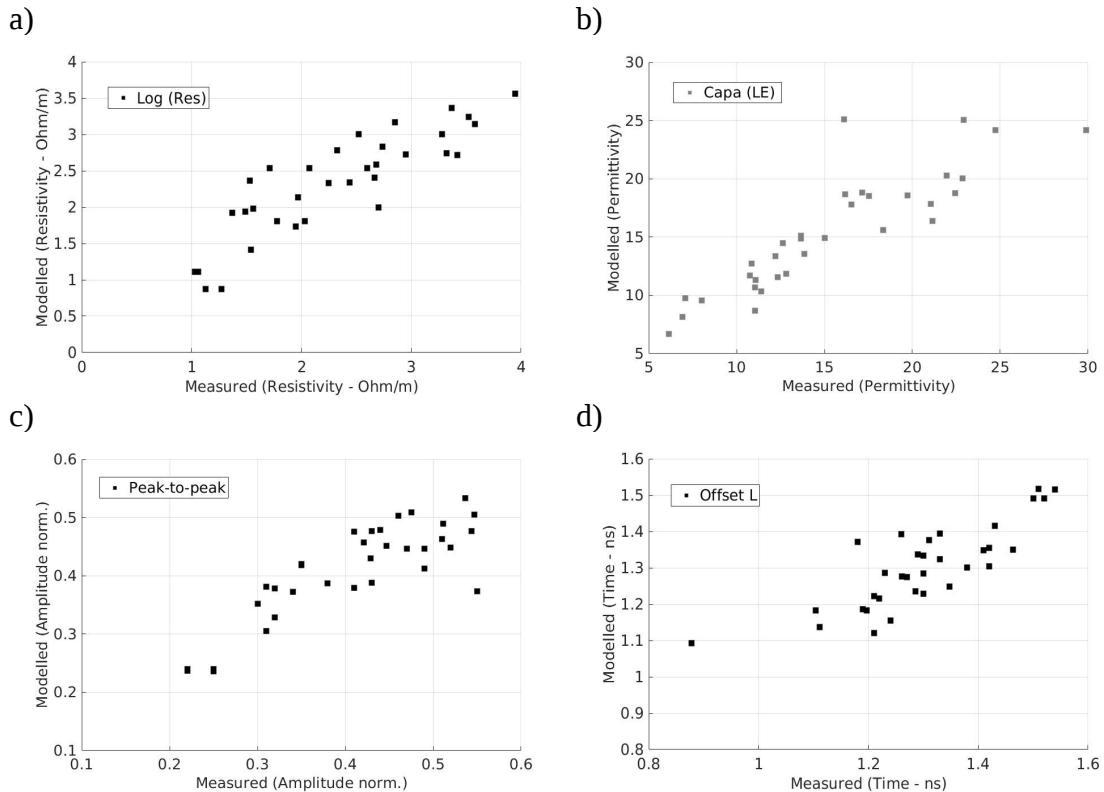 a)
4
3.5
3
2.5
2
1.5
1
0.5
0
Modelled (Resistivity - Ohm/m)
Log (Res)
0 1 2 3 4
Measured (Resistivity - Ohm/m)
b)
30
25
20
15
10
5
Modelled (Permittivity)
Capa (LE)
5 10 15 20 25 30
Measured (Permittivity)
c)
0.6
0.5
0.4
0.3
0.2
0.1
Modelled (Amplitude norm.)
Peak-to-peak
0.1 0.2 0.3 0.4 0.5 0.6
Measured (Amplitude norm.)
d)
1.6
1.5
1.4
1.3
1.2
1.1
1
0.9
0.8
Modelled (Time - ns)
Offset L
0.8 1 1.2 1.4 1.6
Measured (Time - ns)